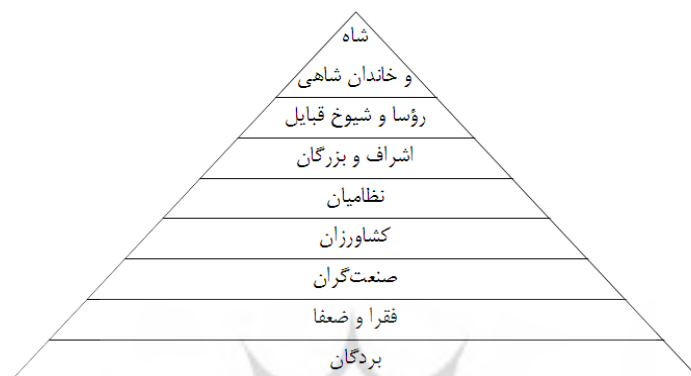 شاه
و خاندان شاهی
رؤسا و شیوخ قبایل
اشراف و بزرگان
نظامیان
کشاورزان
صنعت‌گران
فقرا و ضعفا
بردگان